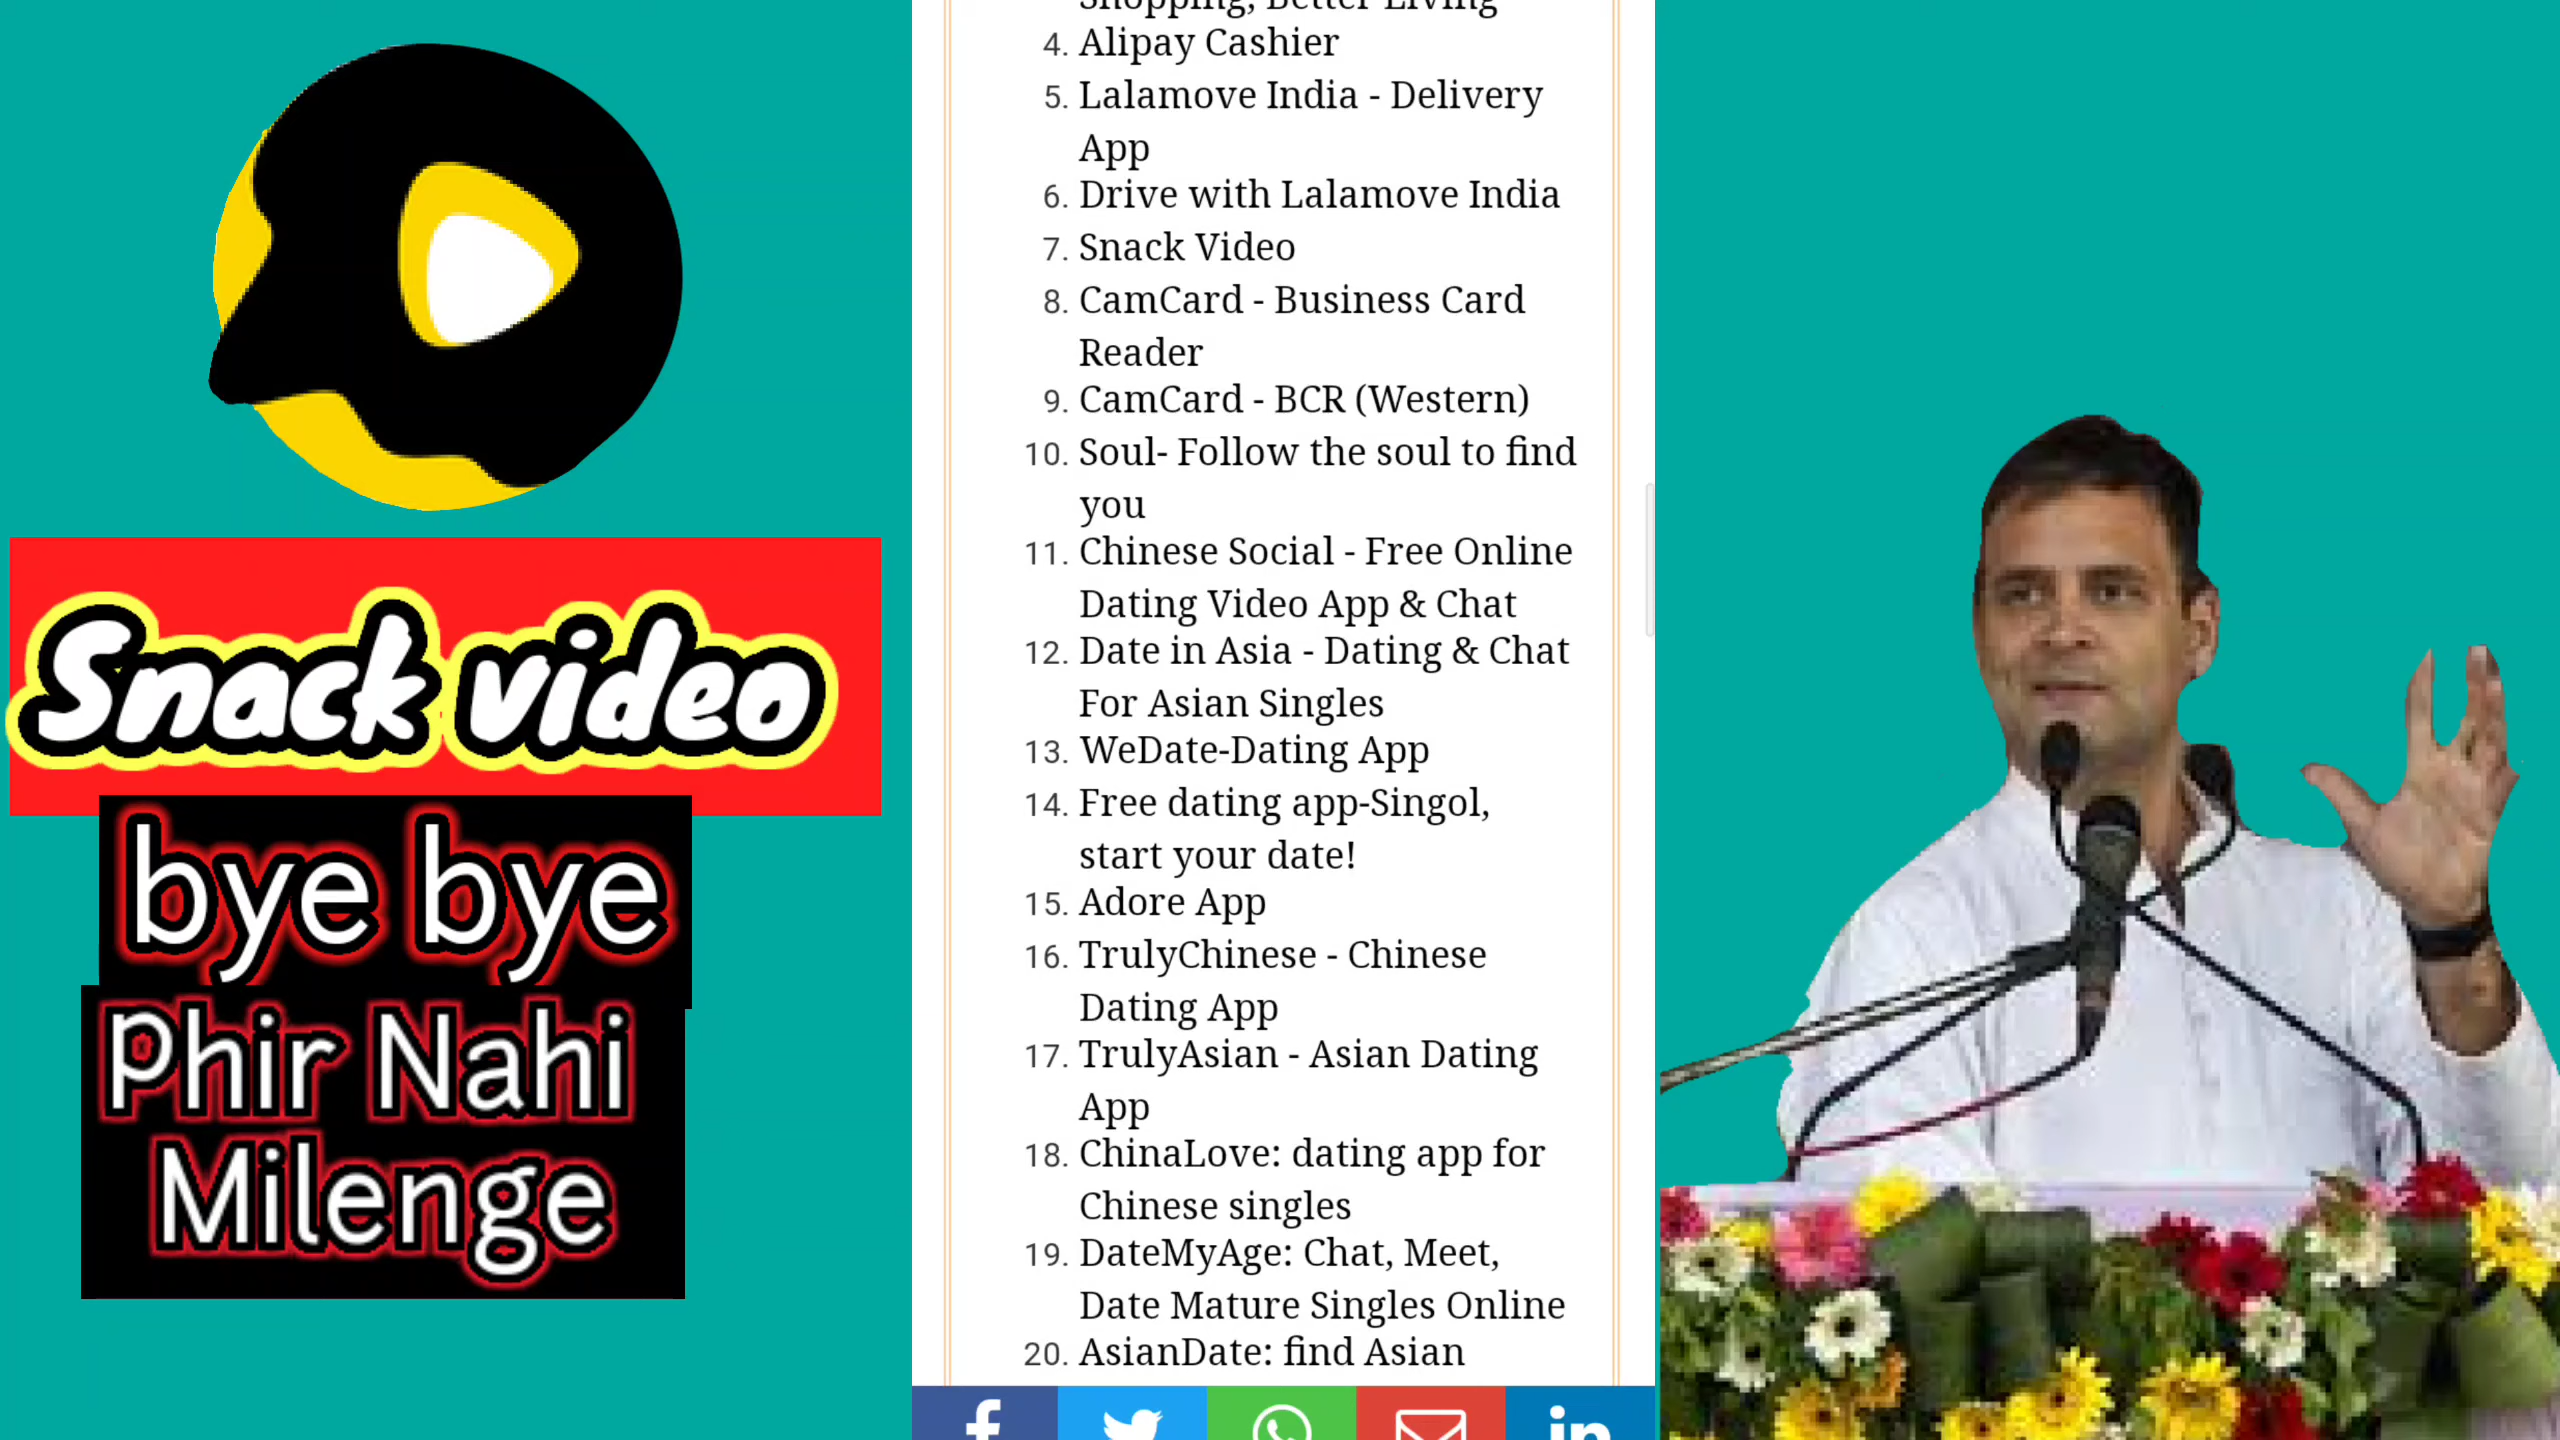 Snack video
bye bye
Phir Nahi
Milenge
Shopping, Better Living
4. Alipay Cashier
5. Lalamove India - Delivery
App
6. Drive with Lalamove India
7. Snack Video
8. CamCard - Business Card
Reader
9. CamCard - BCR (Western)
10. Soul- Follow the soul to find
you
11. Chinese Social - Free Online
Dating Video App & Chat
12. Date in Asia - Dating & Chat
For Asian Singles
13. WeDate-Dating App
14. Free dating app-Singol,
start your date!
15. Adore App
16. TrulyChinese - Chinese
Dating App
17. TrulyAsian - Asian Dating
App
18. ChinaLove: dating app for
Chinese singles
19. DateMyAge: Chat, Meet,
Date Mature Singles Online
20. AsianDate: find Asian
f
in